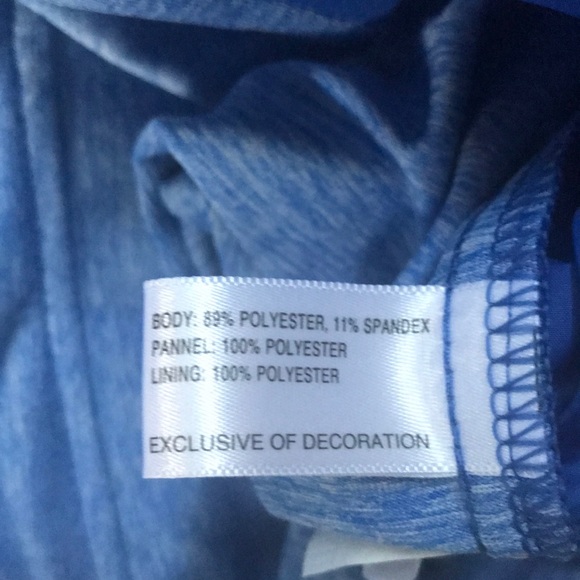 BODY: 89% POLYESTER, 11% SPANDEX
PANNEL: 100% POLYESTER
LINING: 100% POLYESTER
EXCLUSIVE OF DECORATION